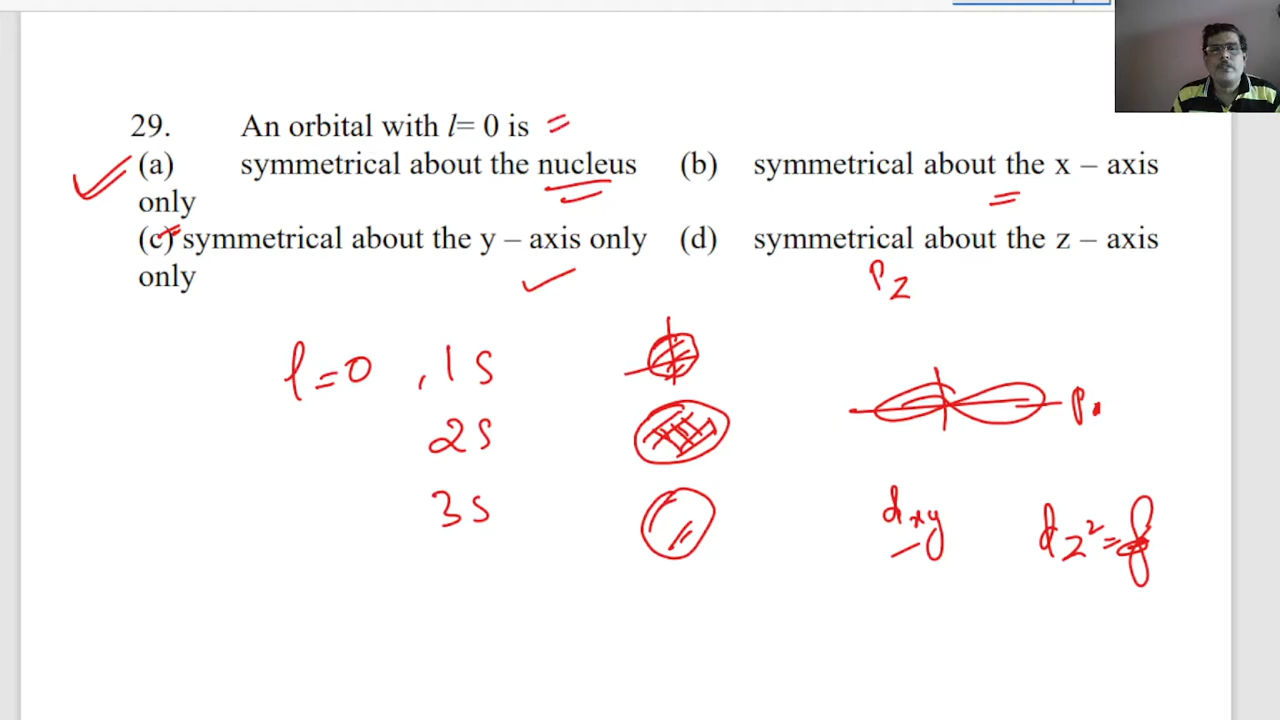 29. An orbital with l= 0 is =
(a) symmetrical about the nucleus (b) symmetrical about the x – axis
only
(c) symmetrical about the y – axis only (d) symmetrical about the z – axis
only
Pz
l=0 , 1s
2s
3s
P
dxy
dz²=